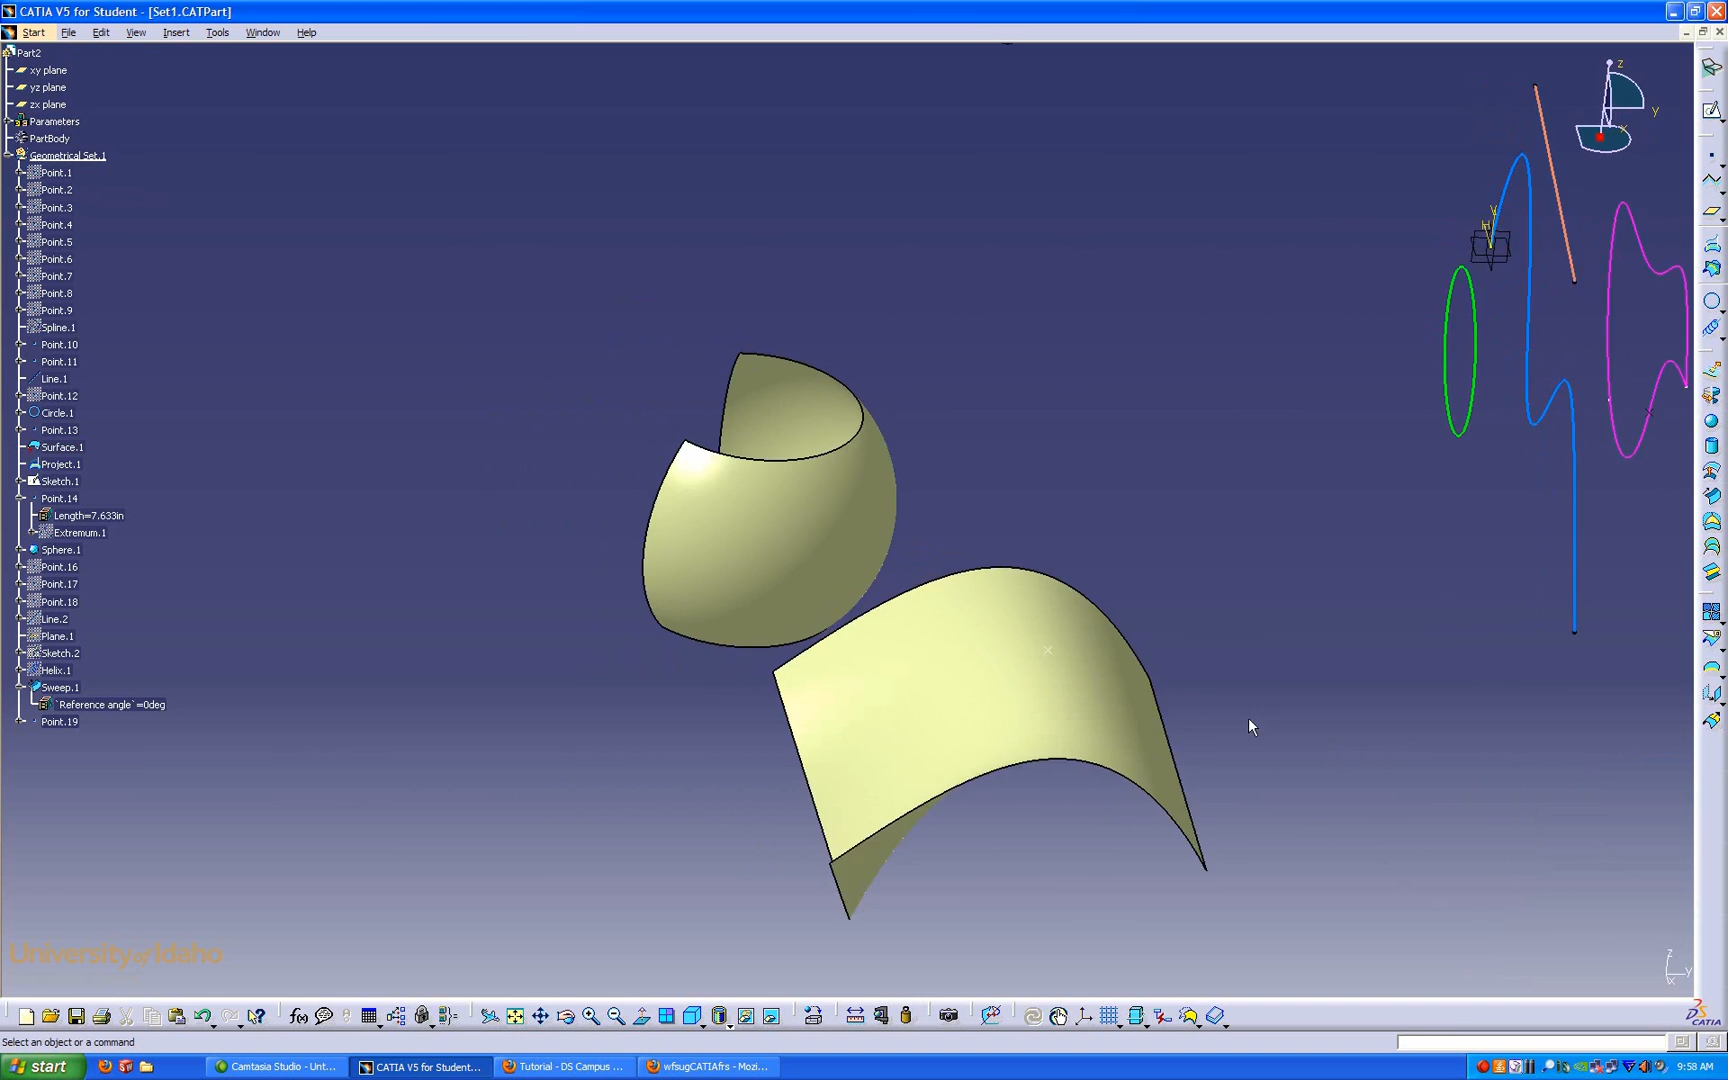 CATIA V5 for Student - [Set1.CATPart]
Start File Edit View Insert Tools Window Help
Part2
xy plane
yz plane
zx plane
Parameters
PartBody
Geometrical Set.1
Point.1
Point.2
Point.3
Point.4
Point.5
Point.6
Point.7
Point.8
Point.9
Spline.1
Point.10
Point.11
Line.1
Point.12
Circle.1
Point.13
Surface.1
Project.1
Sketch.1
Point.14
Length=7.633in
Extremum.1
Sphere.1
Point.16
Point.17
Point.18
Line.2
Plane.1
Sketch.2
Helix.1
Sweep.1
`Reference angle`=0deg
Point.19
z
y
x
V
H
University of Idaho
z
y
x
f(x)
DS
CATIA
Select an object or a command
start
Camtasia Studio - Unt...
CATIA V5 for Student...
Tutorial - DS Campus ...
wfsugCATIAfrs - Mozi...
9:58 AM